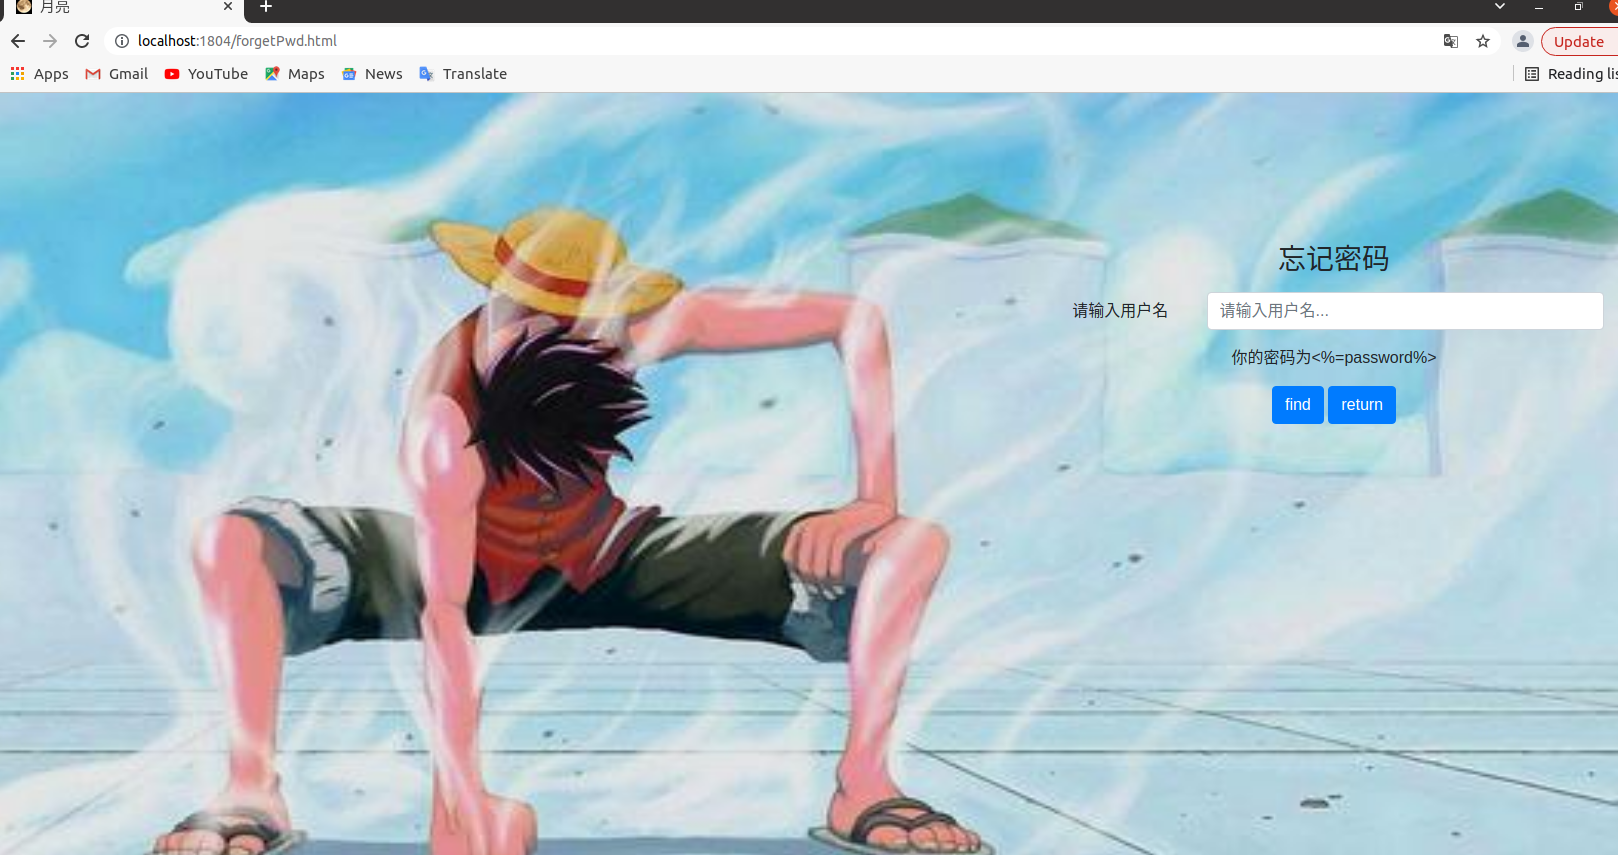 月亮
localhost:1804/forgetPwd.html
Update
Apps Gmail YouTube Maps News Translate
Reading lis
忘记密码
请输入用户名 请输入用户名...
你的密码为<%=password%>
find return